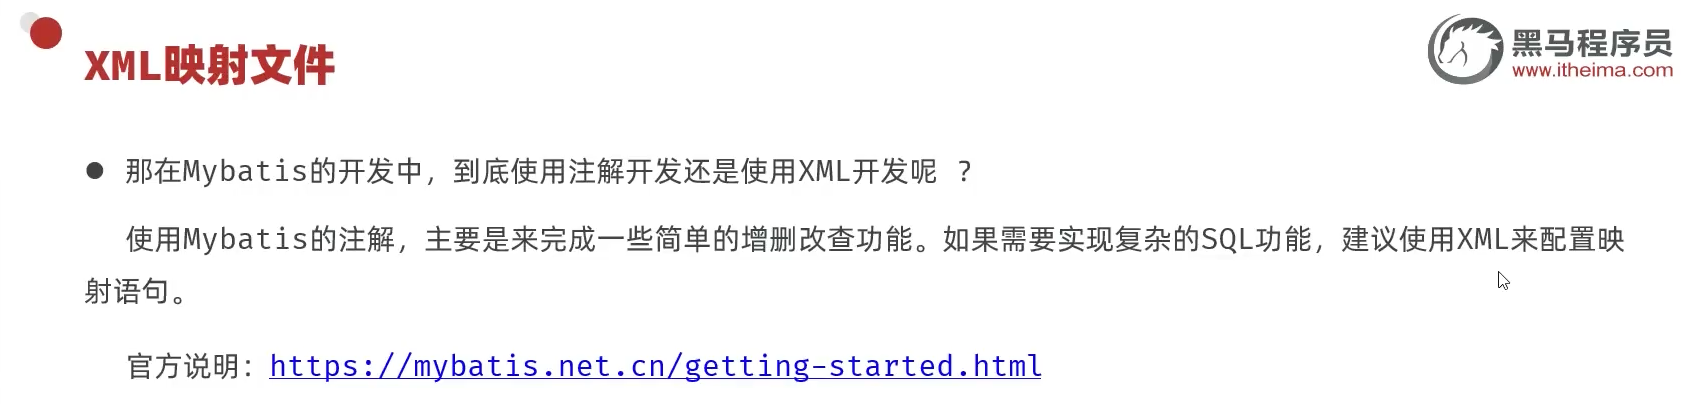 XML映射文件
黑马程序员
www.itheima.com
● 那在Mybatis的开发中，到底使用注解开发还是使用XML开发呢 ？
使用Mybatis的注解，主要是来完成一些简单的增删改查功能。如果需要实现复杂的SQL功能，建议使用XML来配置映
射语句。
官方说明：https://mybatis.net.cn/getting-started.html